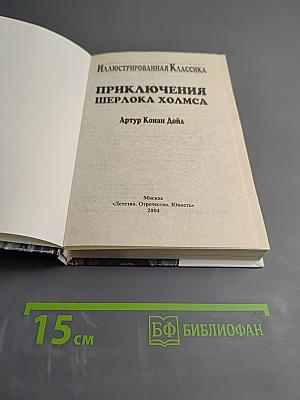 Иллюстрированная Классика
ПРИКЛЮЧЕНИЯ
ШЕРЛОКА ХОЛМСА
Артур Конан Дойл
Москва
«Детство. Отрочество. Юность»
2004
15 см
БФ БИБЛИОФАН